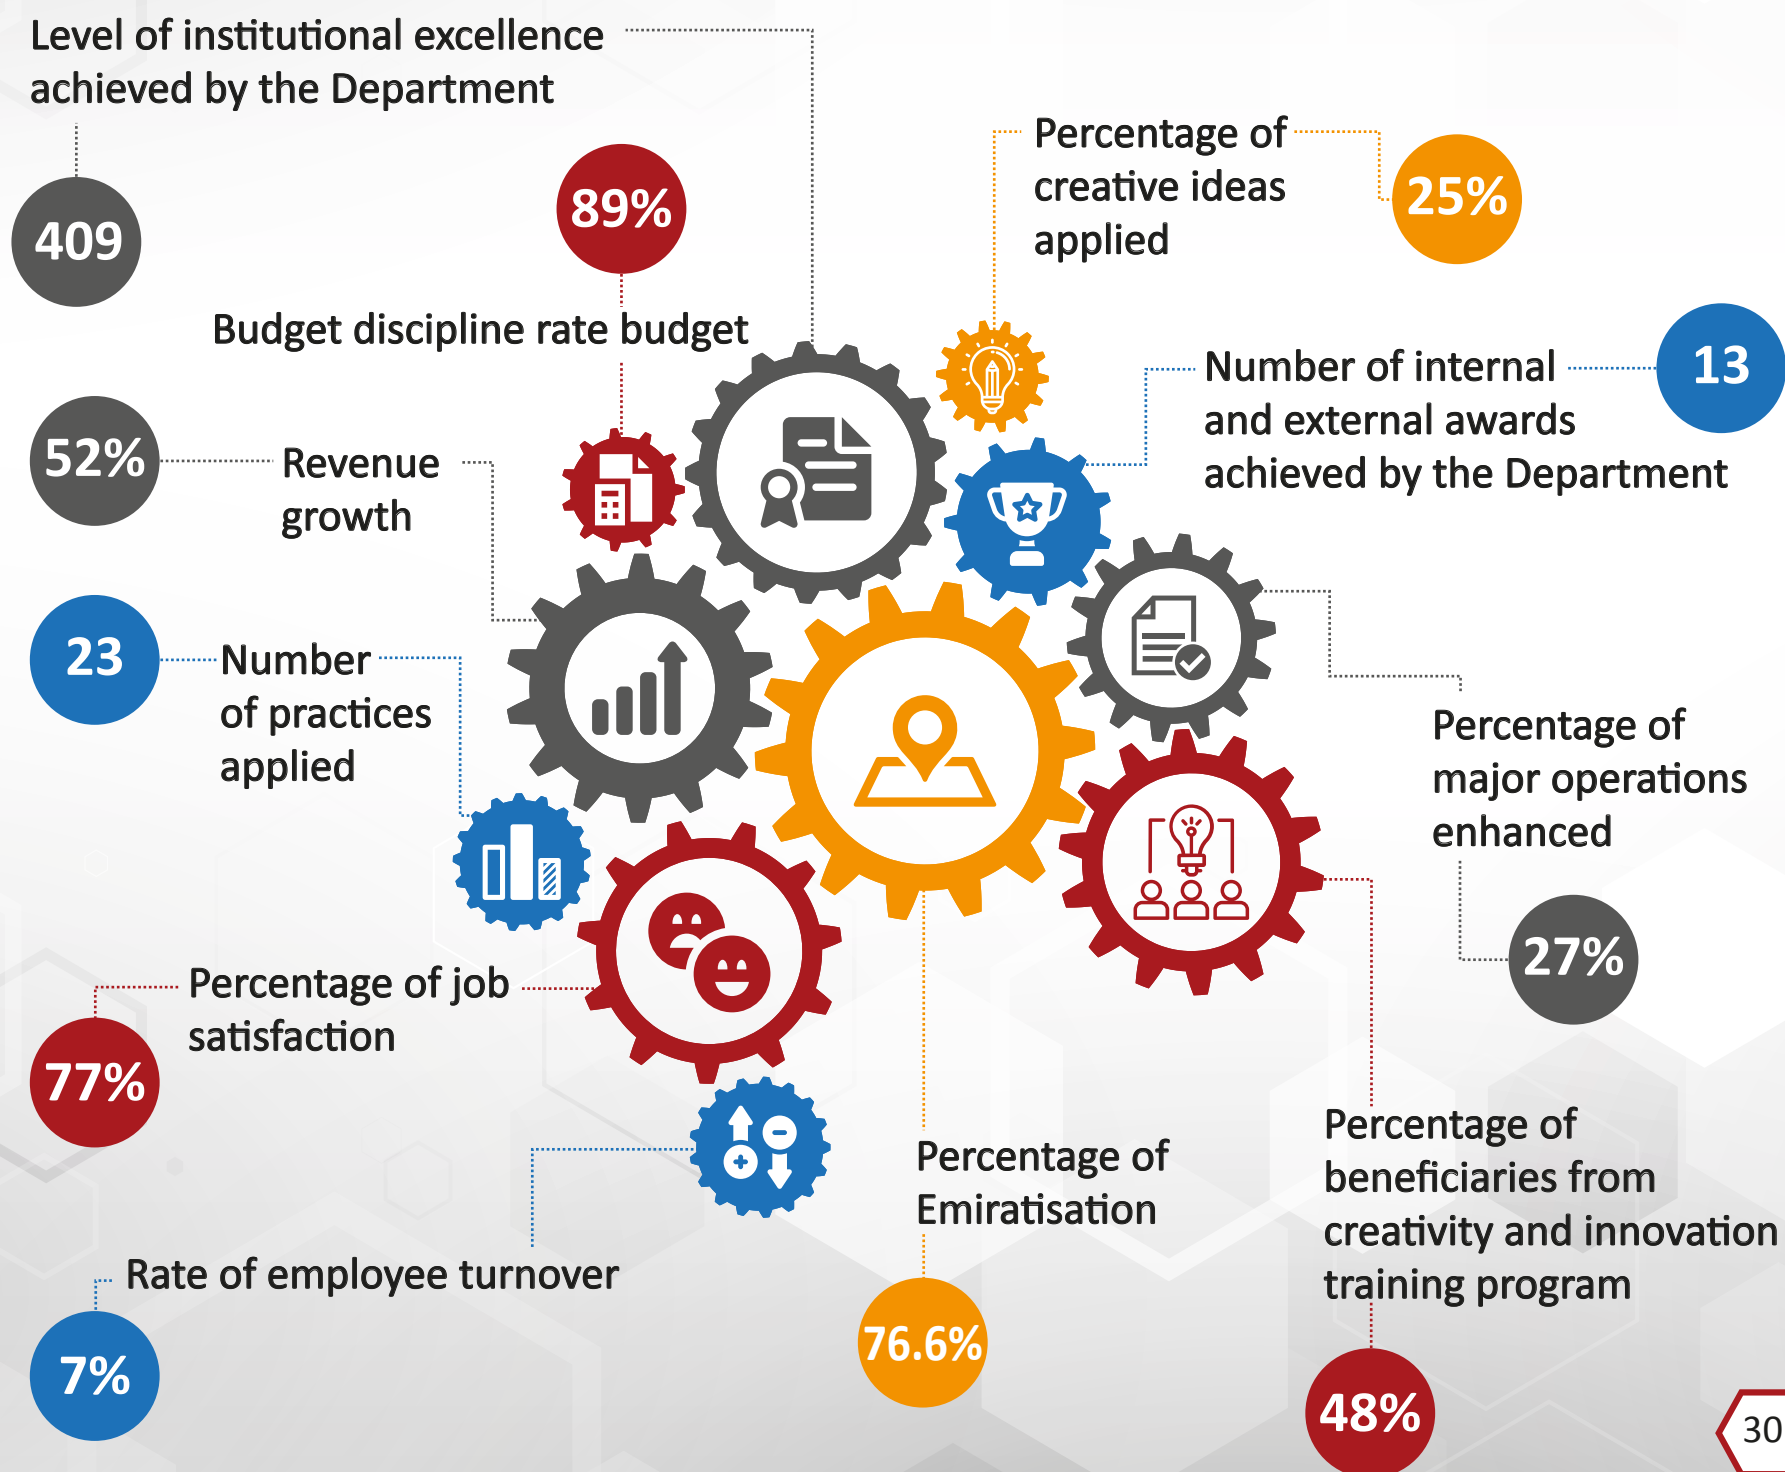 Level of institutional excellence
achieved by the Department
409
89%
Budget discipline rate budget
Percentage of
creative ideas
applied
25%
13
Number of internal
and external awards
achieved by the Department
52%
Revenue
growth
23
Number
of practices
applied
Percentage of
major operations
enhanced
27%
Percentage of job
satisfaction
77%
Percentage of
Emiratisation
76.6%
Percentage of
beneficiaries from
creativity and innovation
training program
48%
Rate of employee turnover
7%
30